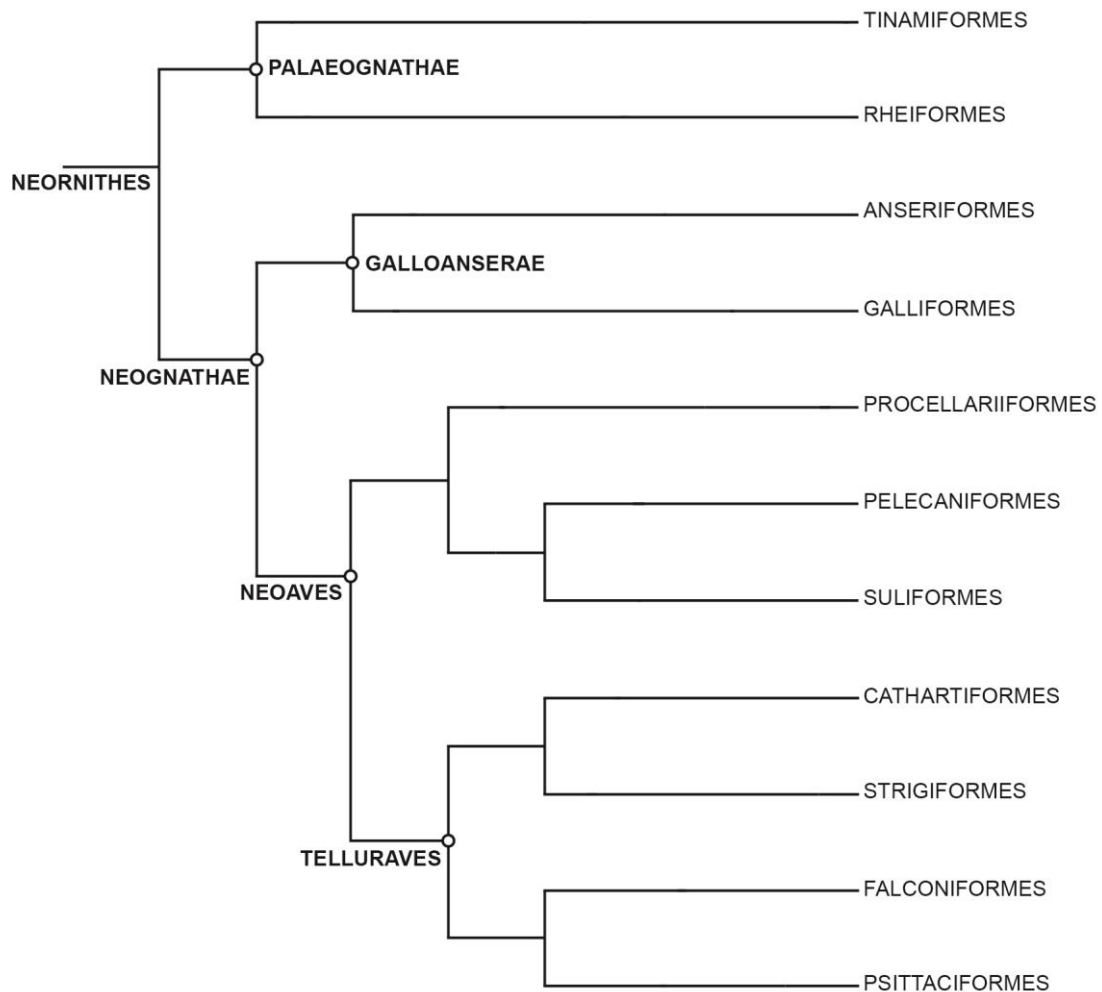 TINAMIFORMES
PALAEOGNATHAE
RHEIFORMES
NEORNITHES
ANSERIFORMES
GALLOANSERAE
GALLIFORMES
NEOGNATHAE
PROCELLARIIFORMES
PELECANIFORMES
NEOAVES
SULIFORMES
CATHARTIFORMES
STRIGIFORMES
TELLURAVES
FALCONIFORMES
PSITTACIFORMES